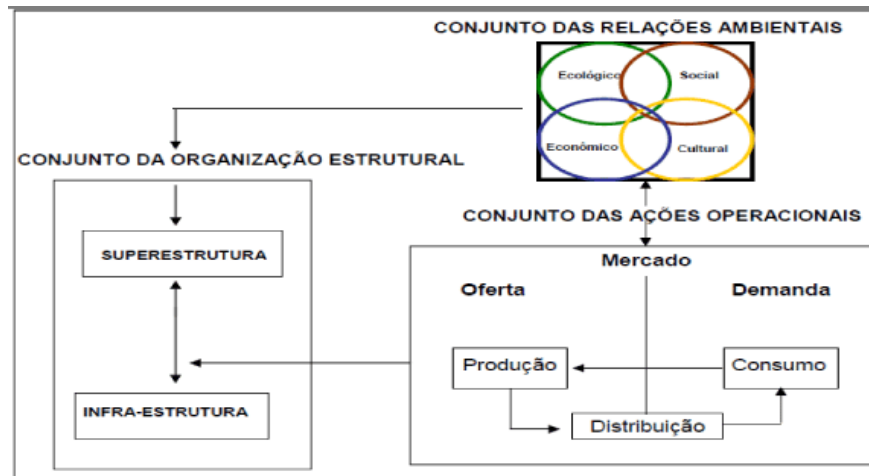 CONJUNTO DAS RELAÇÕES AMBIENTAIS
Ecológico
Social
Econômico
Cultural
CONJUNTO DA ORGANIZAÇÃO ESTRUTURAL
SUPERESTRUTURA
INFRA-ESTRUTURA
CONJUNTO DAS AÇÕES OPERACIONAIS
Mercado
Oferta
Demanda
Produção
Consumo
Distribuição